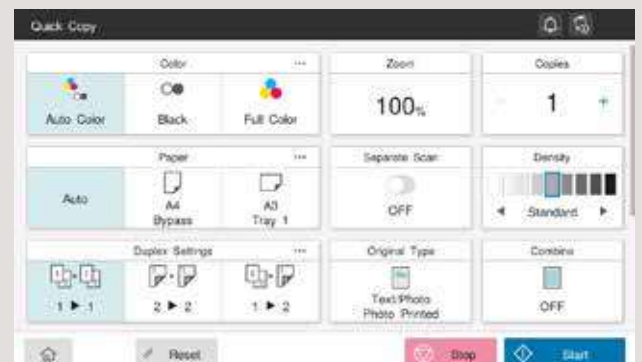 Quick Copy
Color ...
Auto Color
Black
Full Color
Zoom
100%
Copies
- 1 +
Paper ...
Auto
A4
Bypass
A3
Tray 1
Separate Scan
OFF
Density
◀ Standard ▶
Duplex Settings ...
1 ▶ 1
2 ▶ 2
1 ▶ 2
Original Type
Text/Photo
Photo Printed
Combine
OFF
Reset
Stop
Start